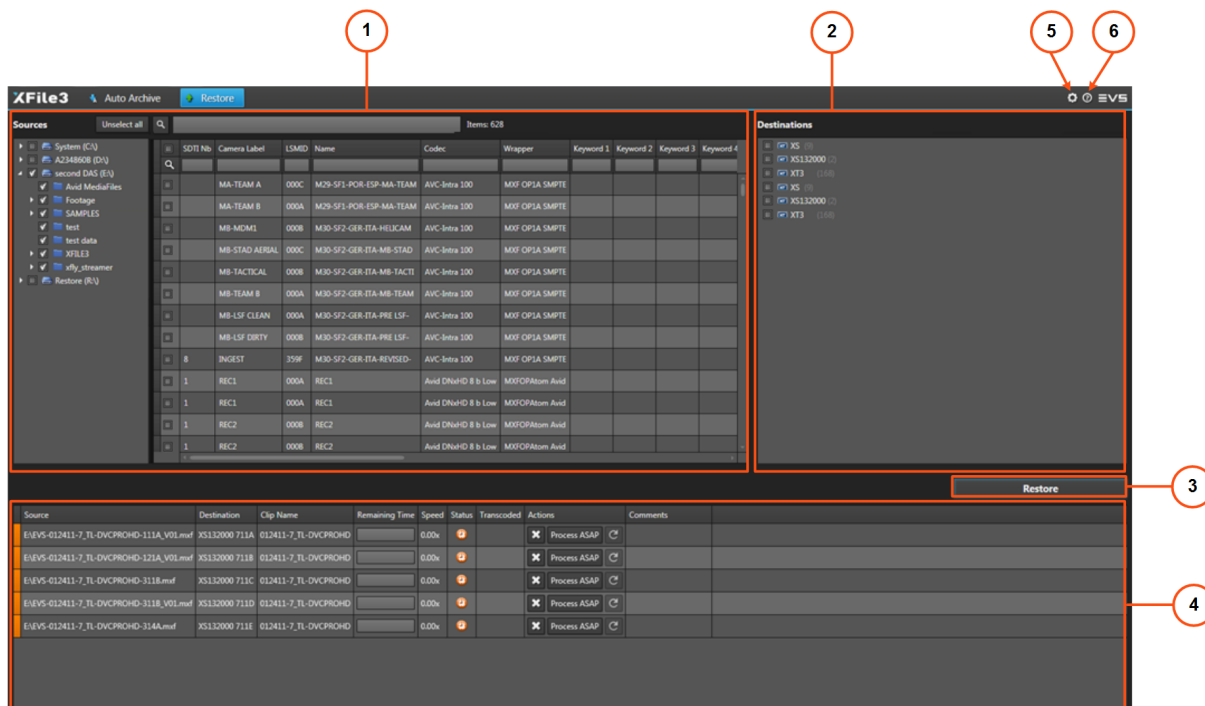 1
2
5
6
XFile3 Auto Archive Restore EVS
Sources Unselect all Items: 628
Destinations
System (C:\)
A2348608 (D:\)
second DAS (E:\)
Avid MediaFiles
Footage
SAMPLES
test
test data
XFILE3
xfly_streamer
Restore (R:\)
SDTI Nb Camera Label LSMID Name Codec Wrapper Keyword 1 Keyword 2 Keyword 3 Keyword 4
MA-TEAM A 000C M29-SF1-POR-ESP-MA-TEAM AVC-Intra 100 MXF OP1A SMPTE
MA-TEAM B 000A M29-SF1-POR-ESP-MA-TEAM AVC-Intra 100 MXF OP1A SMPTE
MB-MDM1 000B M30-SF2-GER-ITA-HELICAM AVC-Intra 100 MXF OP1A SMPTE
MB-STAD AERIAL 000C M30-SF2-GER-ITA-MB-STAD AVC-Intra 100 MXF OP1A SMPTE
MB-TACTICAL 000B M30-SF2-GER-ITA-MB-TACTI AVC-Intra 100 MXF OP1A SMPTE
MB-TEAM B 000A M30-SF2-GER-ITA-MB-TEAM AVC-Intra 100 MXF OP1A SMPTE
MB-LSF CLEAN 000A M30-SF2-GER-ITA-PRE LSF- AVC-Intra 100 MXF OP1A SMPTE
MB-LSF DIRTY 000B M30-SF2-GER-ITA-PRE LSF- AVC-Intra 100 MXF OP1A SMPTE
8 INGEST 359F M30-SF2-GER-ITA-REVISED- AVC-Intra 100 MXF OP1A SMPTE
1 REC1 000A REC1 Avid DNxHD 8 b Low MXFOPAtom Avid
1 REC1 000A REC1 Avid DNxHD 8 b Low MXFOPAtom Avid
1 REC2 000B REC2 Avid DNxHD 8 b Low MXFOPAtom Avid
1 REC2 000B REC2 Avid DNxHD 8 b Low MXFOPAtom Avid
XS (9)
XS132000 (2)
XT3 (168)
XS (9)
XS132000 (2)
XT3 (168)
Restore
3
Source Destination Clip Name Remaining Time Speed Status Transcoded Actions Comments
E:\EVS-012411-7_TL-DVCPROHD-111A_V01.mxf XS132000 711A 012411-7_TL-DVCPROHD 0.00x Process ASAP
E:\EVS-012411-7_TL-DVCPROHD-121A_V01.mxf XS132000 711B 012411-7_TL-DVCPROHD 0.00x Process ASAP
E:\EVS-012411-7_TL-DVCPROHD-311B.mxf XS132000 711C 012411-7_TL-DVCPROHD 0.00x Process ASAP
E:\EVS-012411-7_TL-DVCPROHD-311B_V01.mxf XS132000 711D 012411-7_TL-DVCPROHD 0.00x Process ASAP
E:\EVS-012411-7_TL-DVCPROHD-314A.mxf XS132000 711E 012411-7_TL-DVCPROHD 0.00x Process ASAP
4